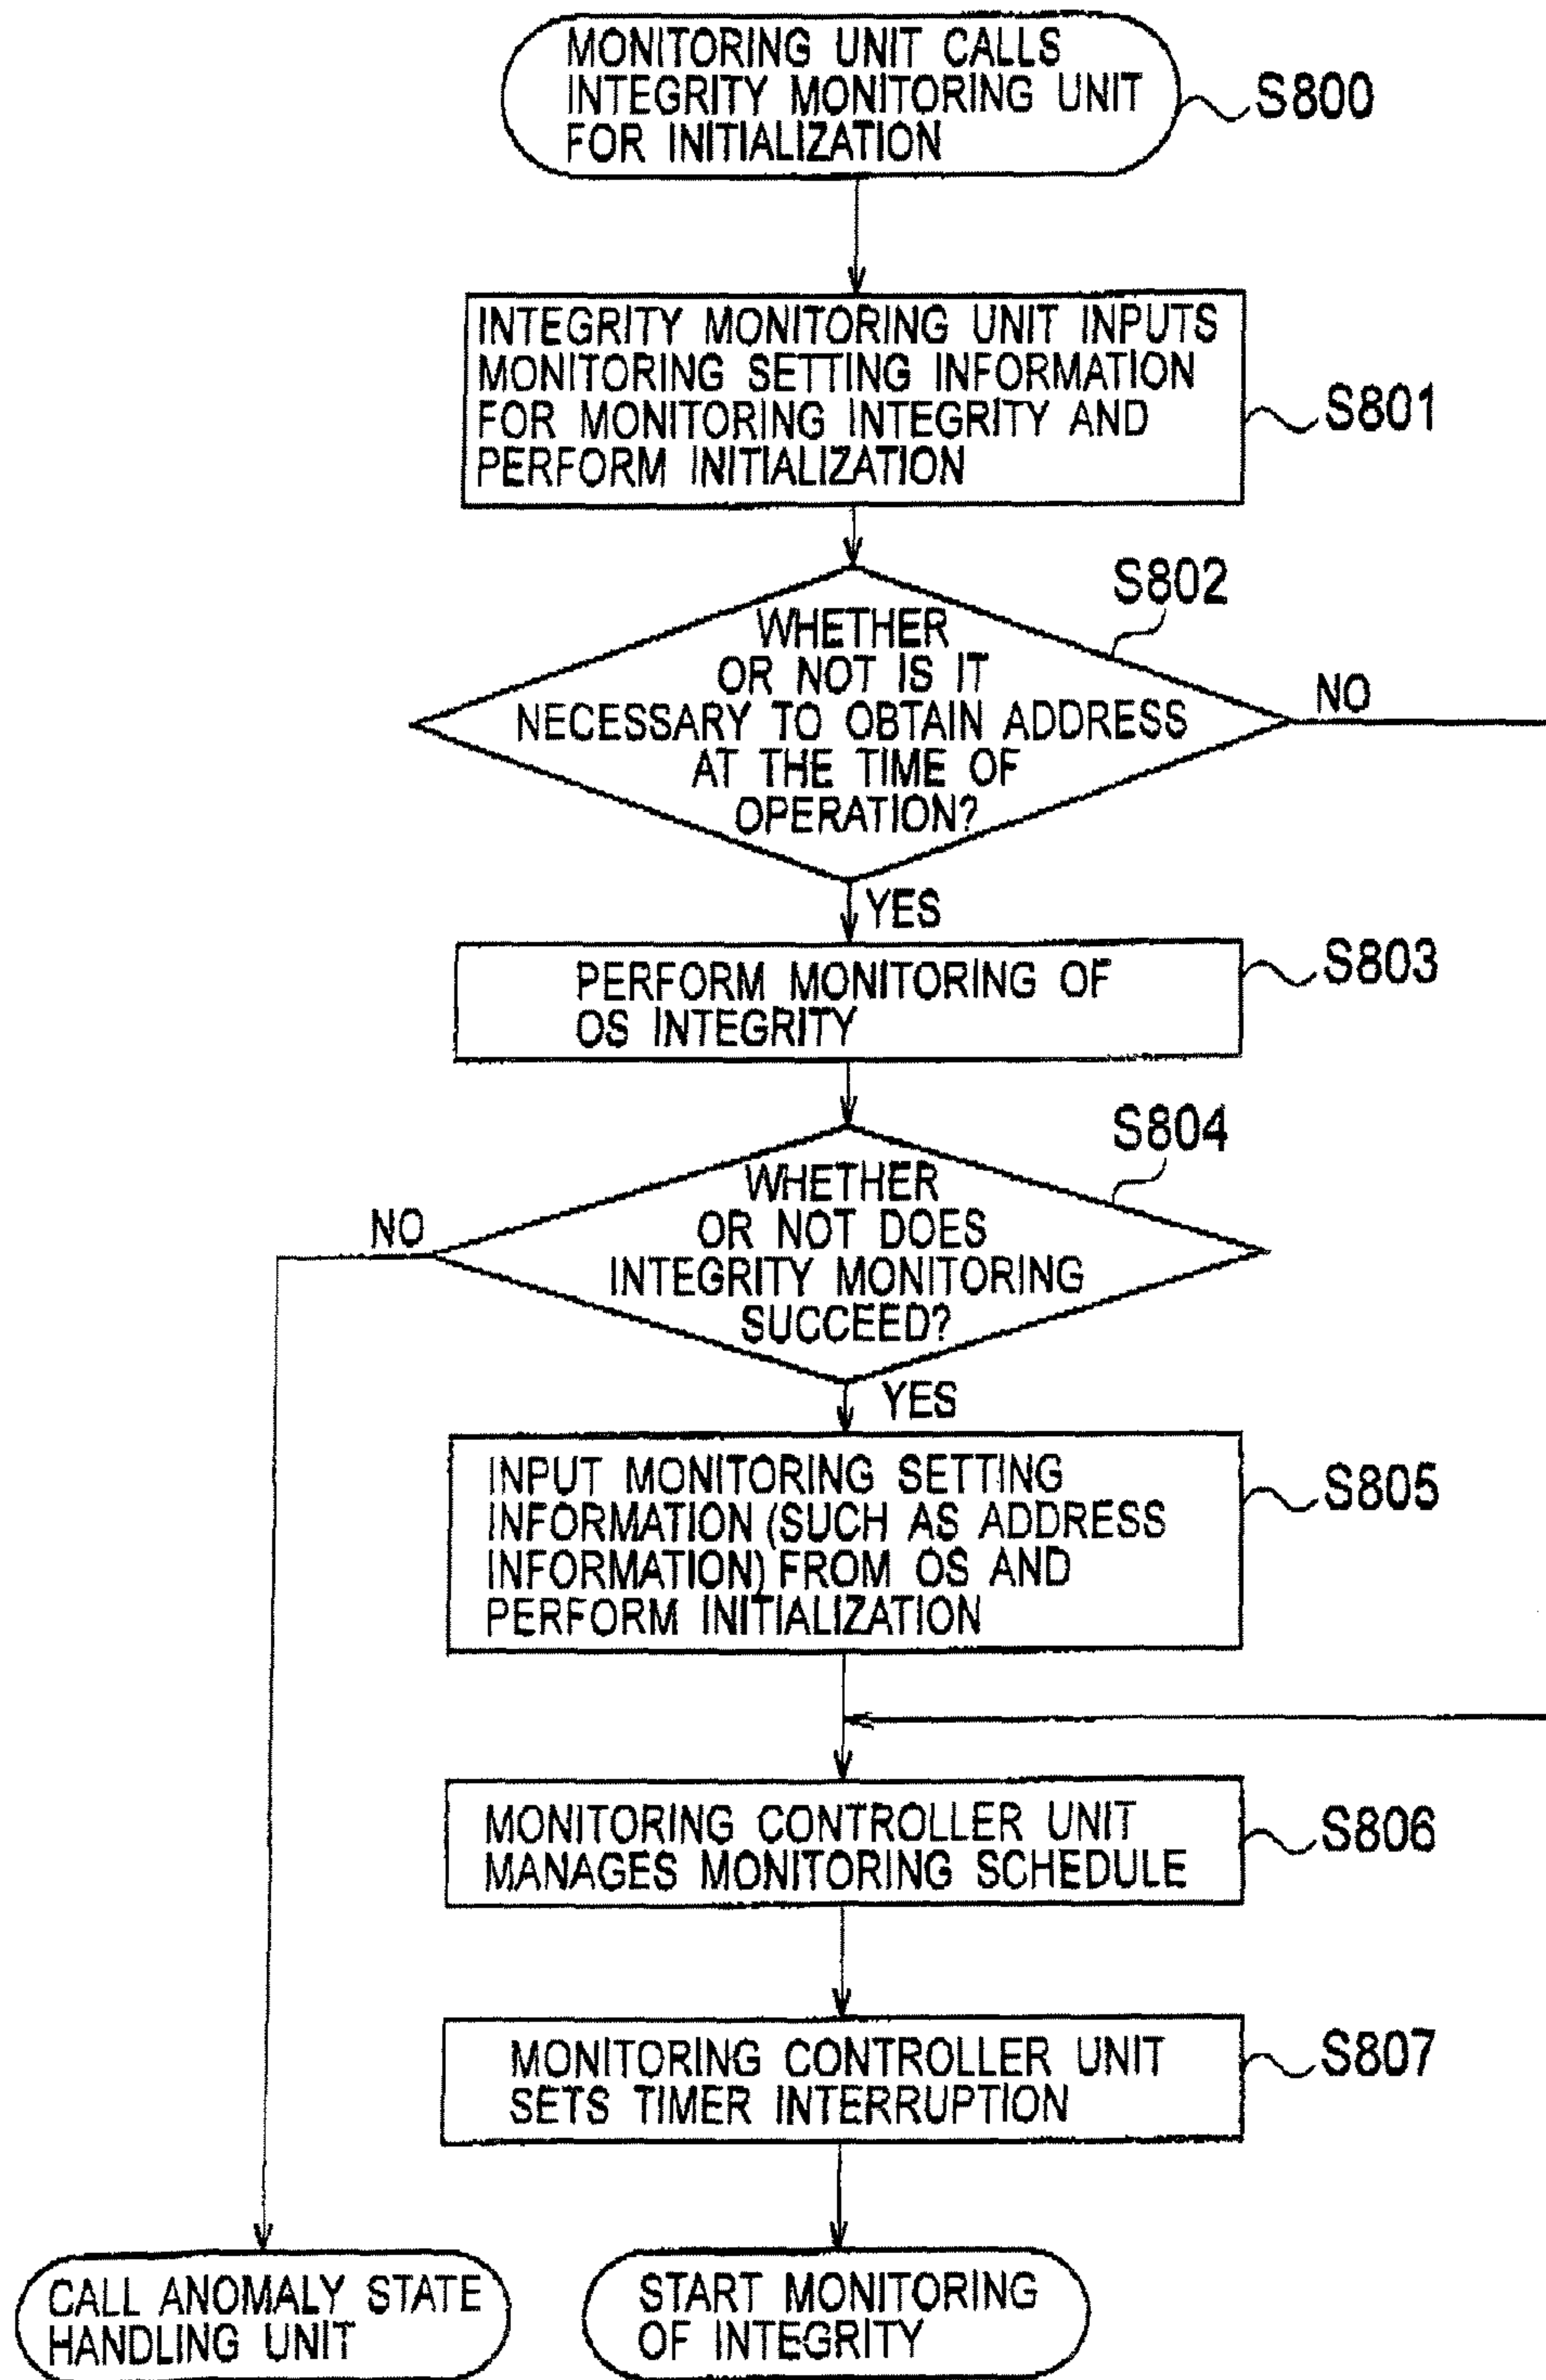 MONITORING UNIT CALLS
INTEGRITY MONITORING UNIT
FOR INITIALIZATION
S800
INTEGRITY MONITORING UNIT INPUTS
MONITORING SETTING INFORMATION
FOR MONITORING INTEGRITY AND
PERFORM INITIALIZATION
S801
S802
WHETHER
OR NOT IS IT
NECESSARY TO OBTAIN ADDRESS
AT THE TIME OF
OPERATION?
NO
YES
PERFORM MONITORING OF
OS INTEGRITY
S803
S804
WHETHER
OR NOT DOES
INTEGRITY MONITORING
SUCCEED?
NO
YES
INPUT MONITORING SETTING
INFORMATION (SUCH AS ADDRESS
INFORMATION) FROM OS AND
PERFORM INITIALIZATION
S805
MONITORING CONTROLLER UNIT
MANAGES MONITORING SCHEDULE
S806
MONITORING CONTROLLER UNIT
SETS TIMER INTERRUPTION
S807
CALL ANOMALY STATE
HANDLING UNIT
START MONITORING
OF INTEGRITY